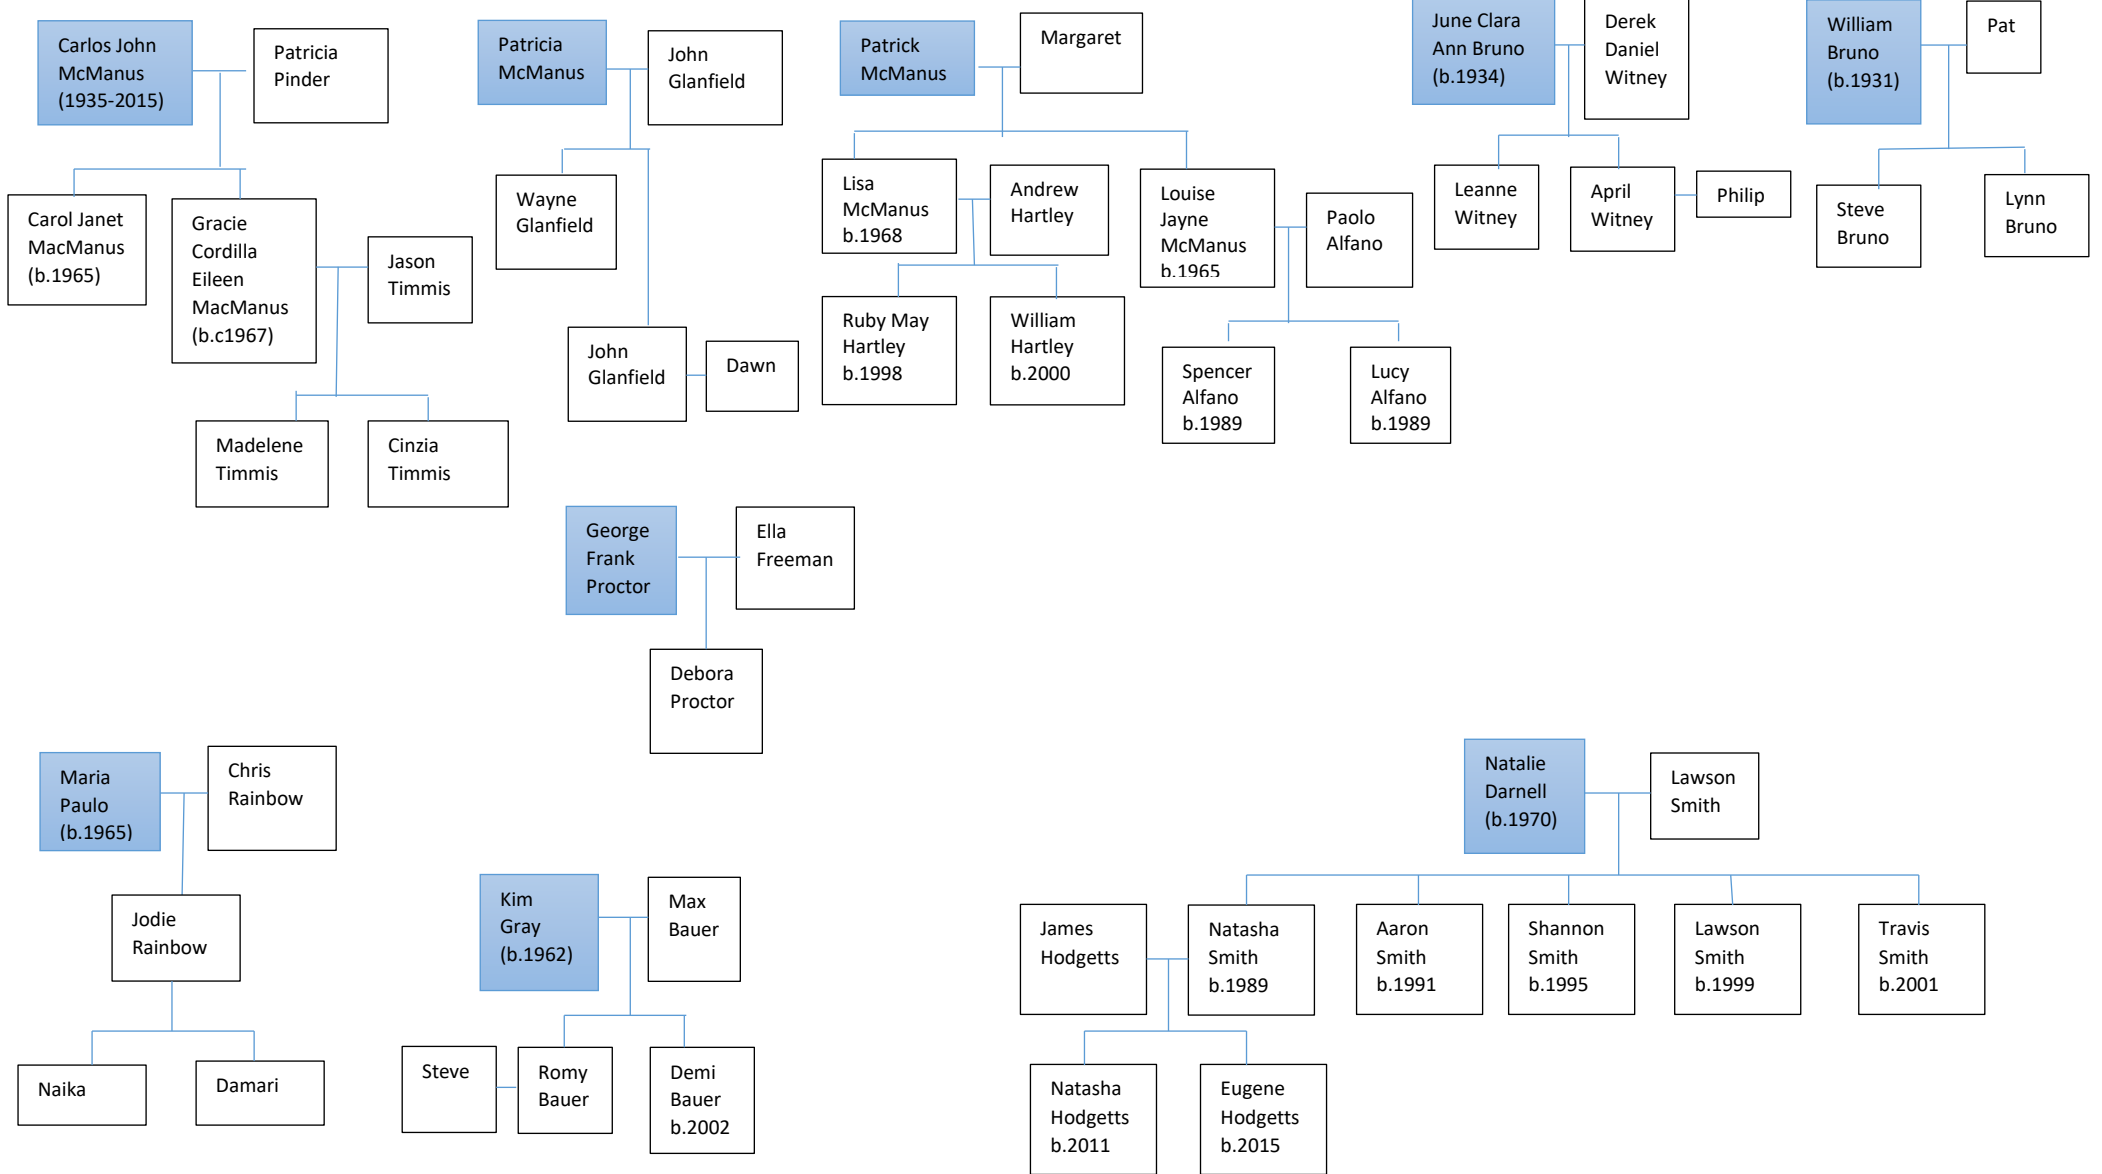 Carlos John
McManus
(1935-2015)
Patricia
Pinder
Patricia
McManus
John
Glanfield
Patrick
McManus
Margaret
June Clara
Ann Bruno
(b.1934)
Derek
Daniel
Witney
William
Bruno
(b.1931)
Pat
Carol Janet
MacManus
(b.1965)
Gracie
Cordilla
Eileen
MacManus
(b.c1967)
Jason
Timmis
Wayne
Glanfield
Lisa
McManus
b.1968
Andrew
Hartley
Louise
Jayne
McManus
b.1965
Paolo
Alfano
Leanne
Witney
April
Witney
Philip
Steve
Bruno
Lynn
Bruno
John
Glanfield
Dawn
Ruby May
Hartley
b.1998
William
Hartley
b.2000
Spencer
Alfano
b.1989
Lucy
Alfano
b.1989
Madelene
Timmis
Cinzia
Timmis
George
Frank
Proctor
Ella
Freeman
Debora
Proctor
Maria
Paulo
(b.1965)
Chris
Rainbow
Natalie
Darnell
(b.1970)
Lawson
Smith
Jodie
Rainbow
Kim
Gray
(b.1962)
Max
Bauer
James
Hodgetts
Natasha
Smith
b.1989
Aaron
Smith
b.1991
Shannon
Smith
b.1995
Lawson
Smith
b.1999
Travis
Smith
b.2001
Naika
Damari
Steve
Romy
Bauer
Demi
Bauer
b.2002
Natasha
Hodgetts
b.2011
Eugene
Hodgetts
b.2015